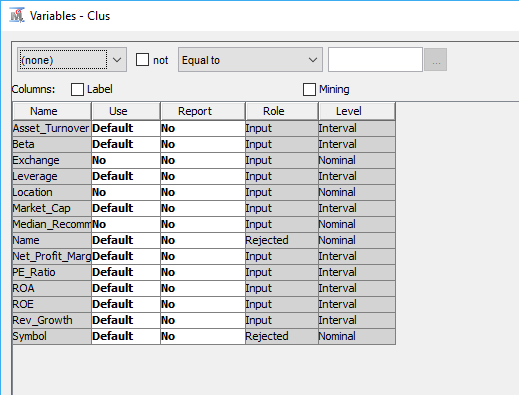 Variables - Clus
(none) not Equal to ...
Columns: Label Mining
Name Use Report Role Level
Asset_Turnover Default No Input Interval
Beta Default No Input Interval
Exchange No No Input Nominal
Leverage Default No Input Interval
Location No No Input Nominal
Market_Cap Default No Input Interval
Median_Recomm No No Input Nominal
Name Default No Rejected Nominal
Net_Profit_Marg Default No Input Interval
PE_Ratio Default No Input Interval
ROA Default No Input Interval
ROE Default No Input Interval
Rev_Growth Default No Input Interval
Symbol Default No Rejected Nominal